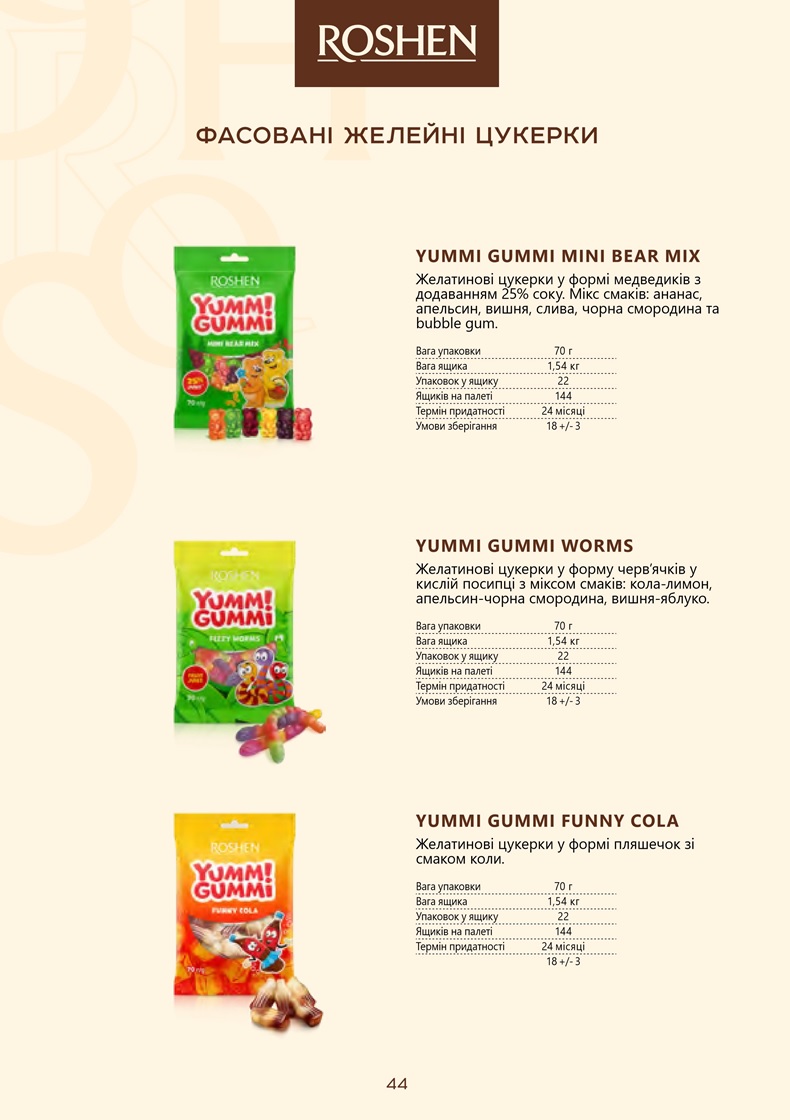 ROSHEN
ФАСОВАНІ ЖЕЛЕЙНІ ЦУКЕРКИ
ROSHEN
YUMMI
GUMMI
MINI BEAR MIX
25%
JUICE
70 г/g
YUMMI GUMMI MINI BEAR MIX
Желатинові цукерки у формі медведиків з
додаванням 25% соку. Мікс смаків: ананас,
апельсин, вишня, слива, чорна смородина та
bubble gum.
Вага упаковки 70 г
Вага ящика 1,54 кг
Упаковок у ящику 22
Ящиків на палеті 144
Термін придатності 24 місяці
Умови зберігання 18 +/- 3
ROSHEN
YUMMI
GUMMI
FIZZY WORMS
FRUIT
JUICE
70 г/g
YUMMI GUMMI WORMS
Желатинові цукерки у форму черв’ячків у
кислій посипці з міксом смаків: кола-лимон,
апельсин-чорна смородина, вишня-яблуко.
Вага упаковки 70 г
Вага ящика 1,54 кг
Упаковок у ящику 22
Ящиків на палеті 144
Термін придатності 24 місяці
Умови зберігання 18 +/- 3
ROSHEN
YUMMI
GUMMI
FUNNY COLA
70 г/g
YUMMI GUMMI FUNNY COLA
Желатинові цукерки у формі пляшечок зі
смаком коли.
Вага упаковки 70 г
Вага ящика 1,54 кг
Упаковок у ящику 22
Ящиків на палеті 144
Термін придатності 24 місяці
18 +/- 3
44